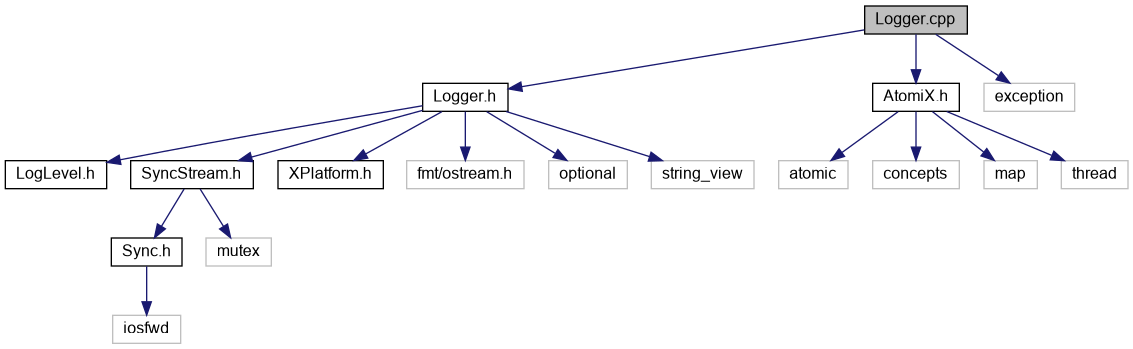 Logger.cpp
Logger.h
AtomiX.h
exception
LogLevel.h
SyncStream.h
XPlatform.h
fmt/ostream.h
optional
string_view
atomic
concepts
map
thread
Sync.h
mutex
iosfwd